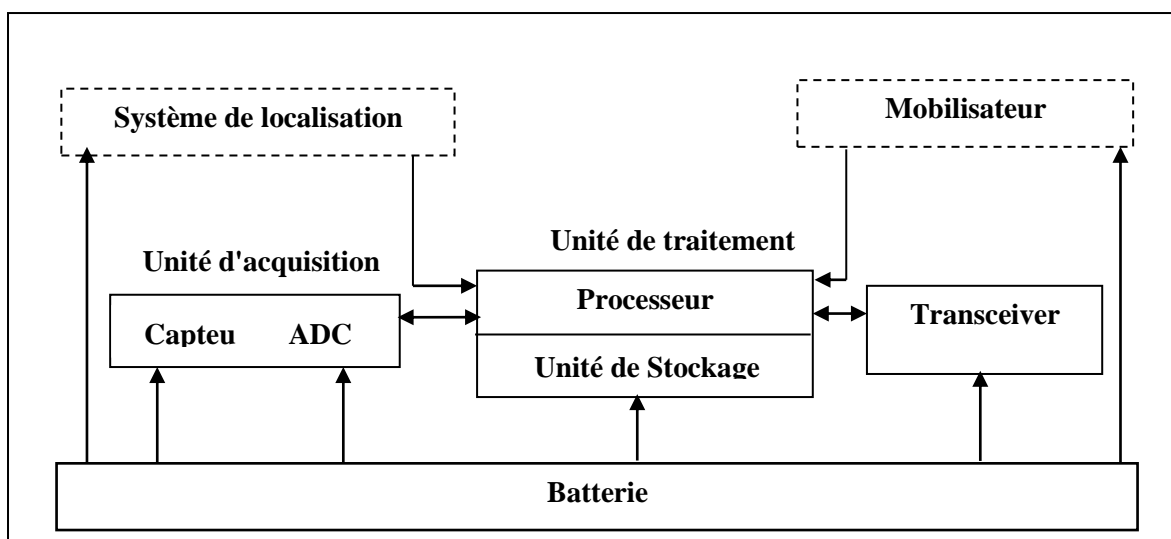 Système de localisation
Mobilisateur
Unité de traitement
Unité d'acquisition
Processeur
Transceiver
Capteu
ADC
Unité de Stockage
Batterie